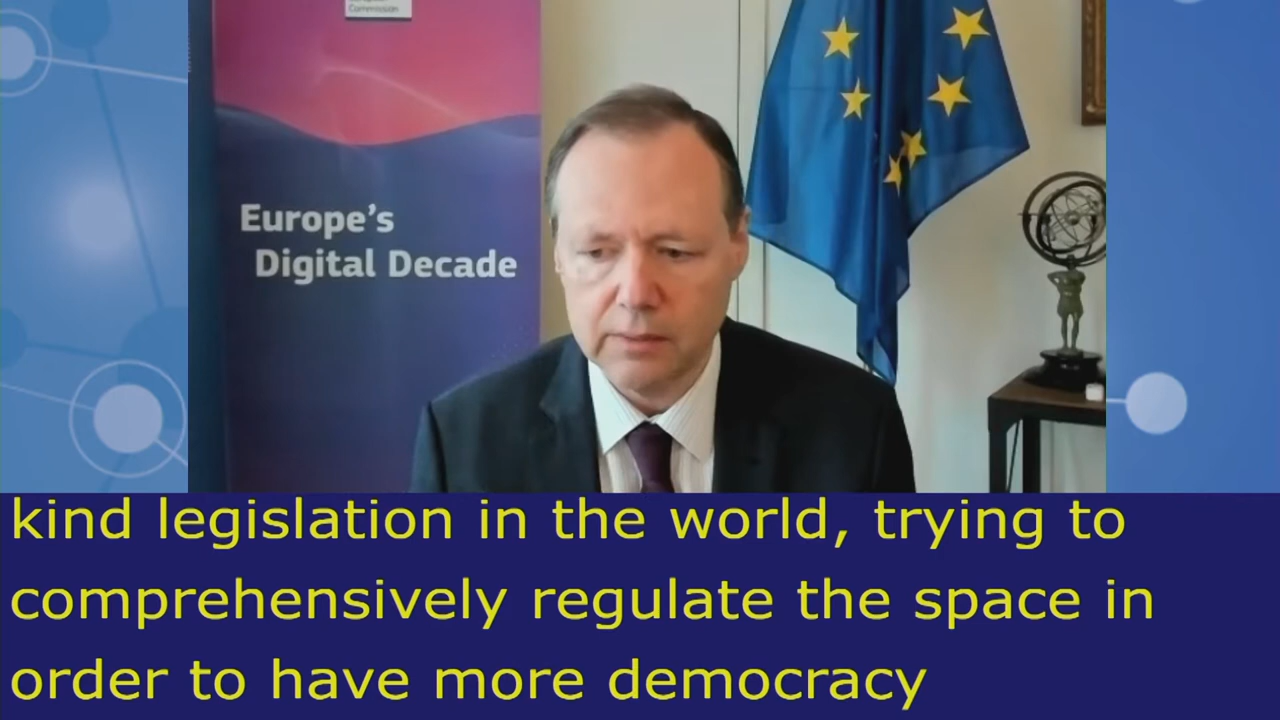 Commission
Europe's
Digital Decade
kind legislation in the world, trying to
comprehensively regulate the space in
order to have more democracy